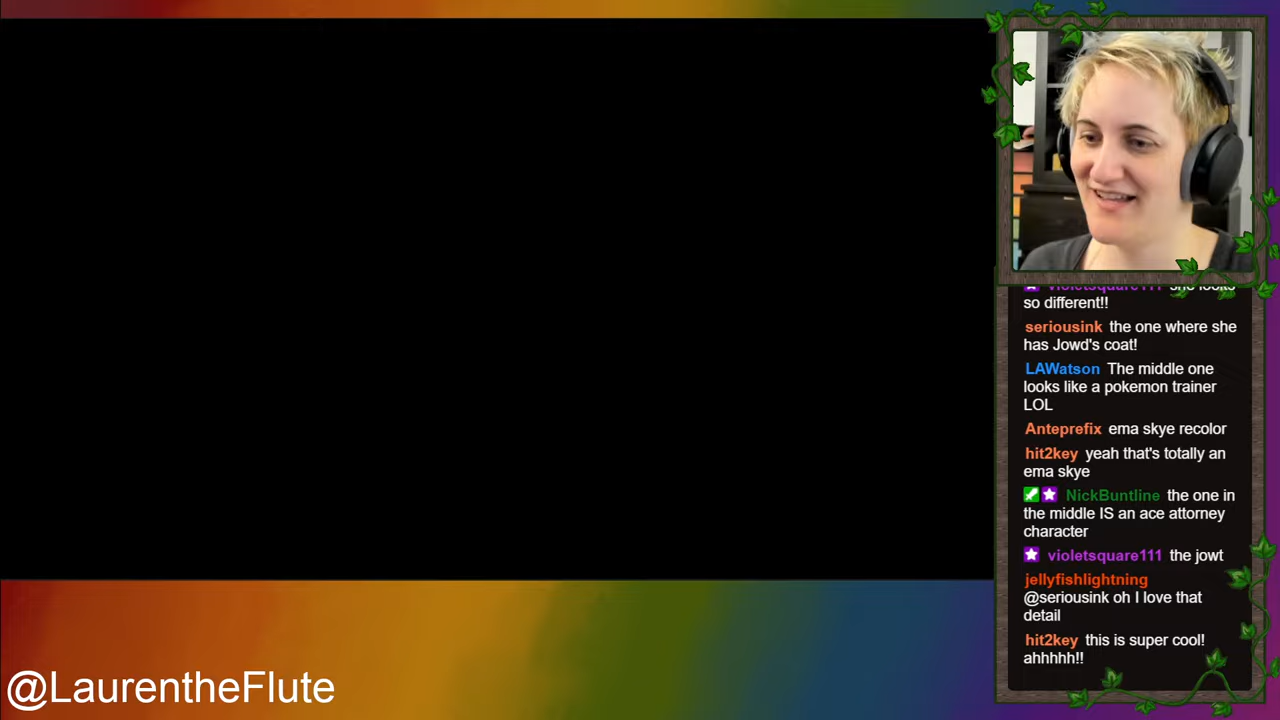 violetsquare111 she looks
so different!!
seriousink the one where she
has Jowd's coat!
LAWatson The middle one
looks like a pokemon trainer
LOL
Anteprefix ema skye recolor
hit2key yeah that's totally an
ema skye
NickBuntline the one in
the middle IS an ace attorney
character
violetsquare111 the jowt
jellyfishlightning
@seriousink oh I love that
detail
hit2key this is super cool!
ahhhhh!!
@LaurentheFlute